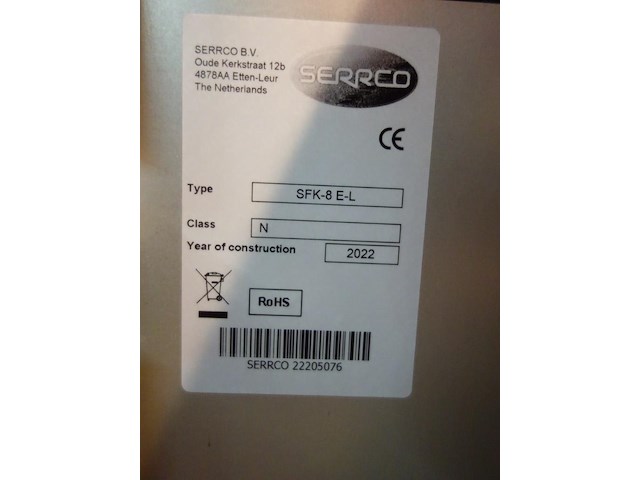 SERRCO B.V.
Oude Kerkstraat 12b
4878AA Etten-Leur
The Netherlands
SERRCO
CE
Type SFK-8 E-L
Class N
Year of construction 2022
RoHS
SERRCO 22205076